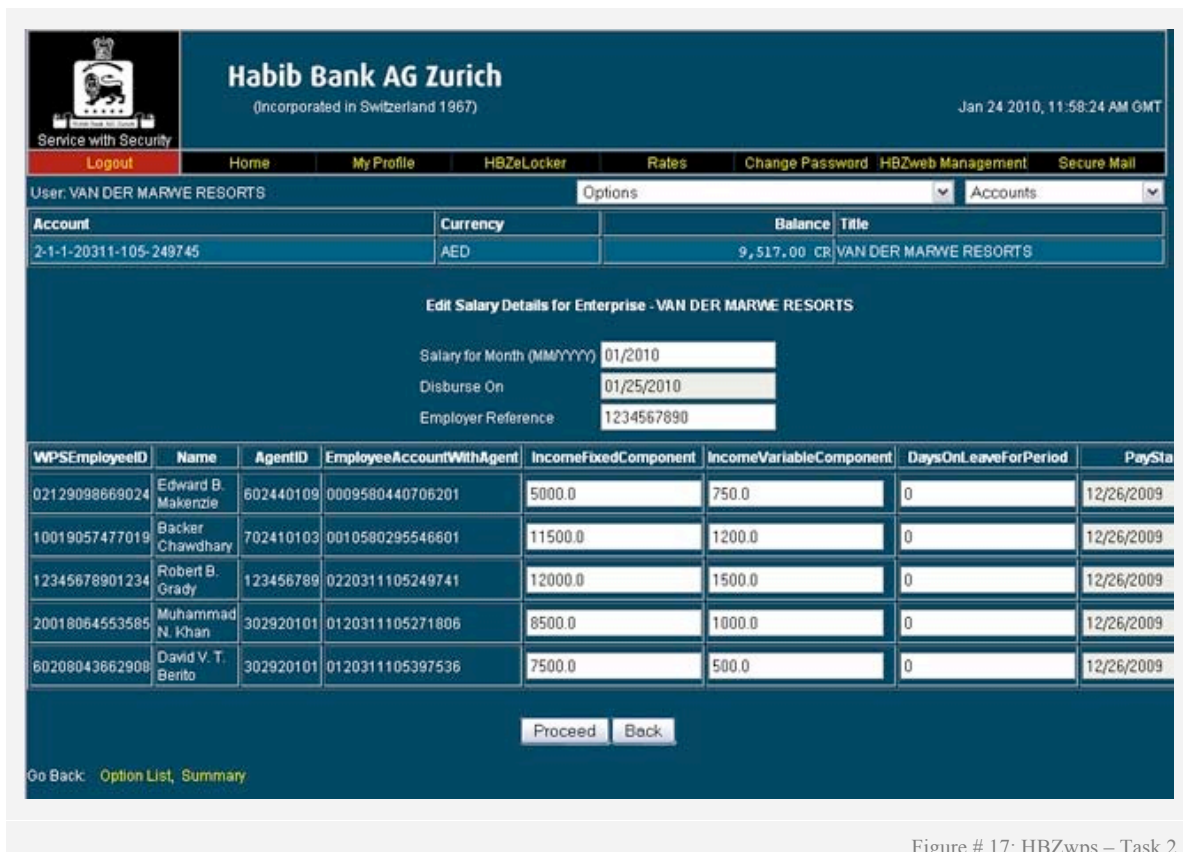 Habib Bank AG Zurich
(Incorporated in Switzerland 1967)
Jan 24 2010, 11:58:24 AM GMT
Service with Security
Logout Home My Profile HBZeLocker Rates Change Password HBZweb Management Secure Mail
User: VAN DER MARWE RESORTS Options Accounts
Account Currency Balance Title
2-1-1-20311-105-249745 AED 9,517.00 CR VAN DER MARWE RESORTS
Edit Salary Details for Enterprise - VAN DER MARWE RESORTS
Salary for Month (MM/YYYY) 01/2010
Disburse On 01/25/2010
Employer Reference 1234567890
WPSEmployeeID Name AgentID EmployeeAccountWithAgent IncomeFixedComponent IncomeVariableComponent DaysOnLeaveForPeriod PaySta
02129098669024 Edward B. Makenzie 602440109 0009580440706201 5000.0 750.0 0 12/26/2009
10019057477019 Backer Chawdhary 702410103 0010580295546601 11500.0 1200.0 0 12/26/2009
12345678901234 Robert B. Grady 123456789 0220311105249741 12000.0 1500.0 0 12/26/2009
20018064553585 Muhammad N. Khan 302920101 0120311105271806 8500.0 1000.0 0 12/26/2009
60208043662908 David V. T. Berito 302920101 0120311105397536 7500.0 500.0 0 12/26/2009
Proceed Back
Go Back: Option List, Summary
Figure # 17: HBZwps – Task 2